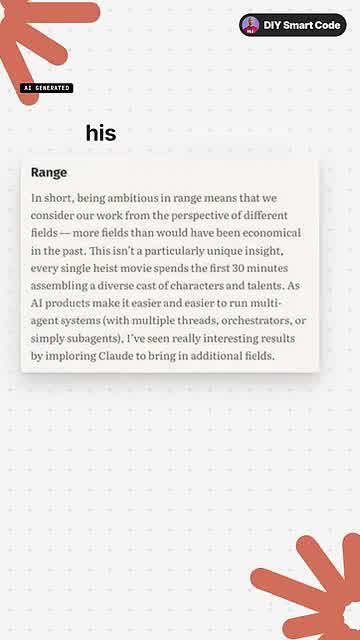 DIY Smart Code
AI GENERATED
his
Range
In short, being ambitious in range means that we
consider our work from the perspective of different
fields — more fields than would have been economical
in the past. This isn't a particularly unique insight,
every single heist movie spends the first 30 minutes
assembling a diverse cast of characters and talents. As
AI products make it easier and easier to run multi-
agent systems (with multiple threads, orchestrators, or
simply subagents), I've seen really interesting results
by imploring Claude to bring in additional fields.